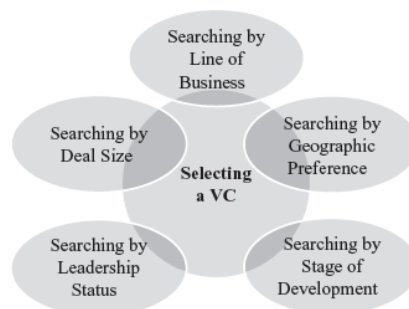 Searching by
Line of
Business
Searching by
Deal Size
Searching by
Geographic
Preference
Selecting
a VC
Searching by
Leadership
Status
Searching by
Stage of
Development